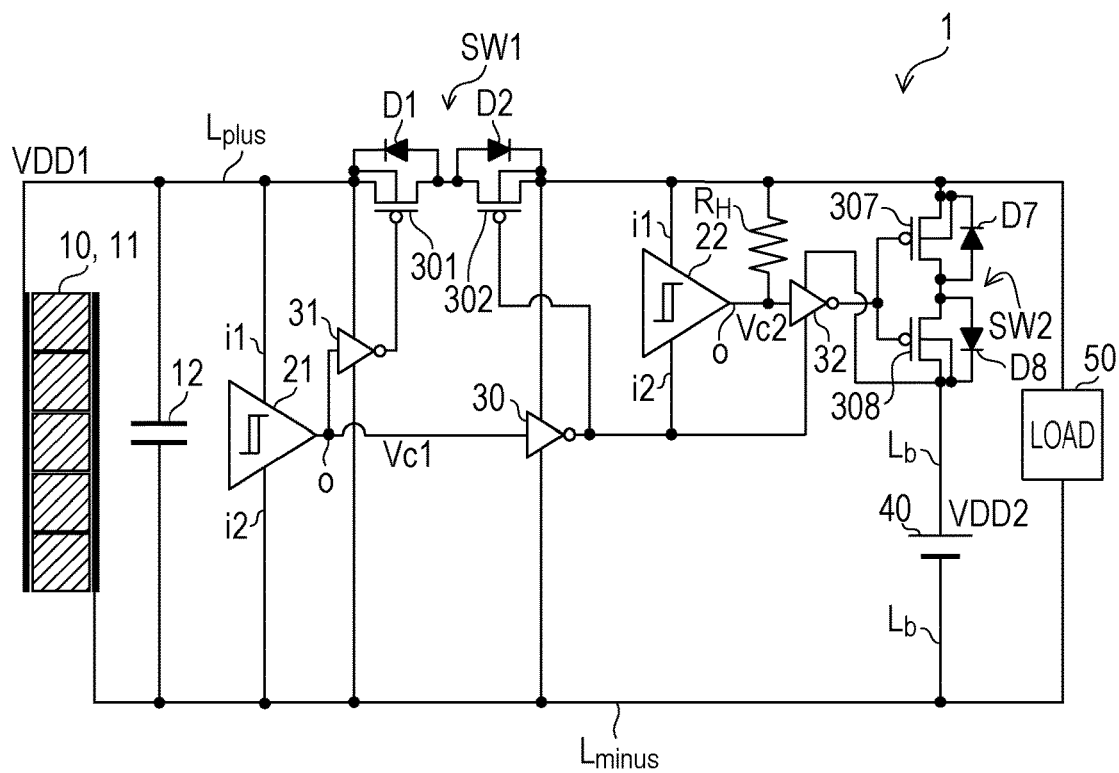 1
SW1
D1
D2
Lplus
VDD1
301
302
RH
307
D7
i1
22
10, 11
31
i1
Vc2
o
32
SW2
D8
308
50
LOAD
12
21
30
i2
o
Vc1
i2
Lb
40
VDD2
Lb
Lminus